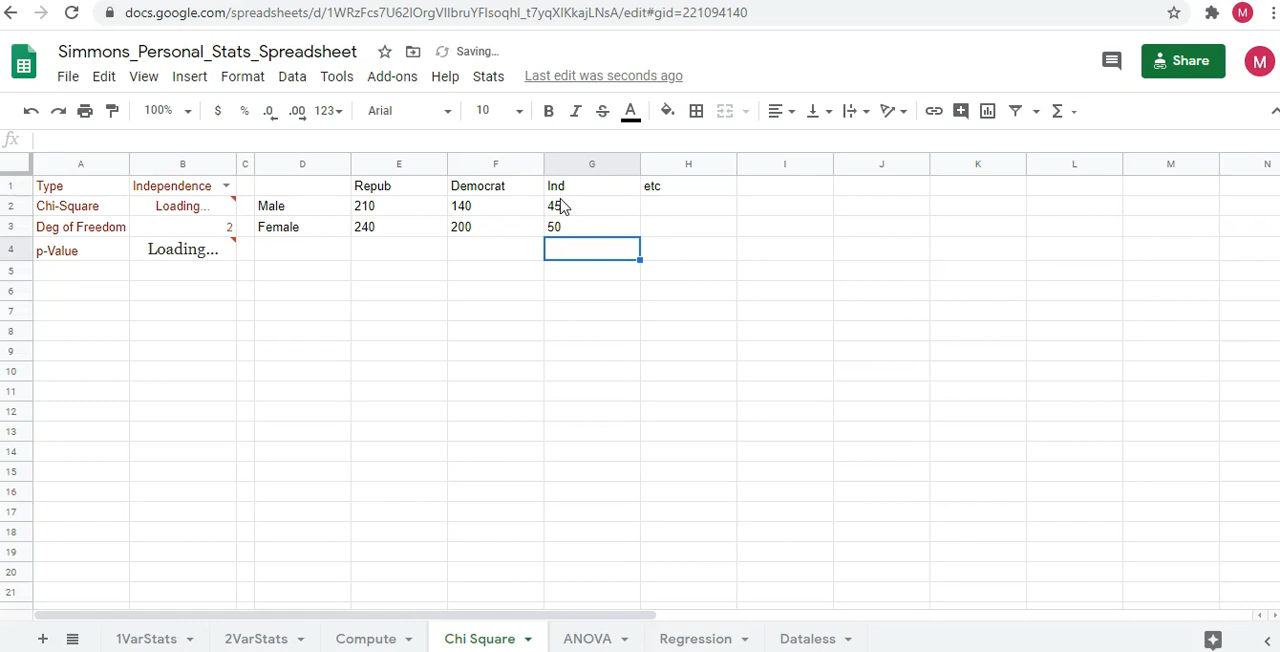 docs.google.com/spreadsheets/d/1WRzFcs7U62IOrgVIIbruYFIsoqhI_t7yqXIKkajLNsA/edit#gid=221094140
M
Simmons_Personal_Stats_Spreadsheet Saving...
File Edit View Insert Format Data Tools Add-ons Help Stats Last edit was seconds ago
Share M
100% $ % .0 .00 123 Arial 10 B I S A Σ
fx
A B C D E F G H I J K L M N
1 Type Independence Repub Democrat Ind etc
2 Chi-Square Loading... Male 210 140 45
3 Deg of Freedom 2 Female 240 200 50
4 p-Value Loading...
5
6
7
8
9
10
11
12
13
14
15
16
17
18
19
20
21
+ 1VarStats 2VarStats Compute Chi Square ANOVA Regression Dataless